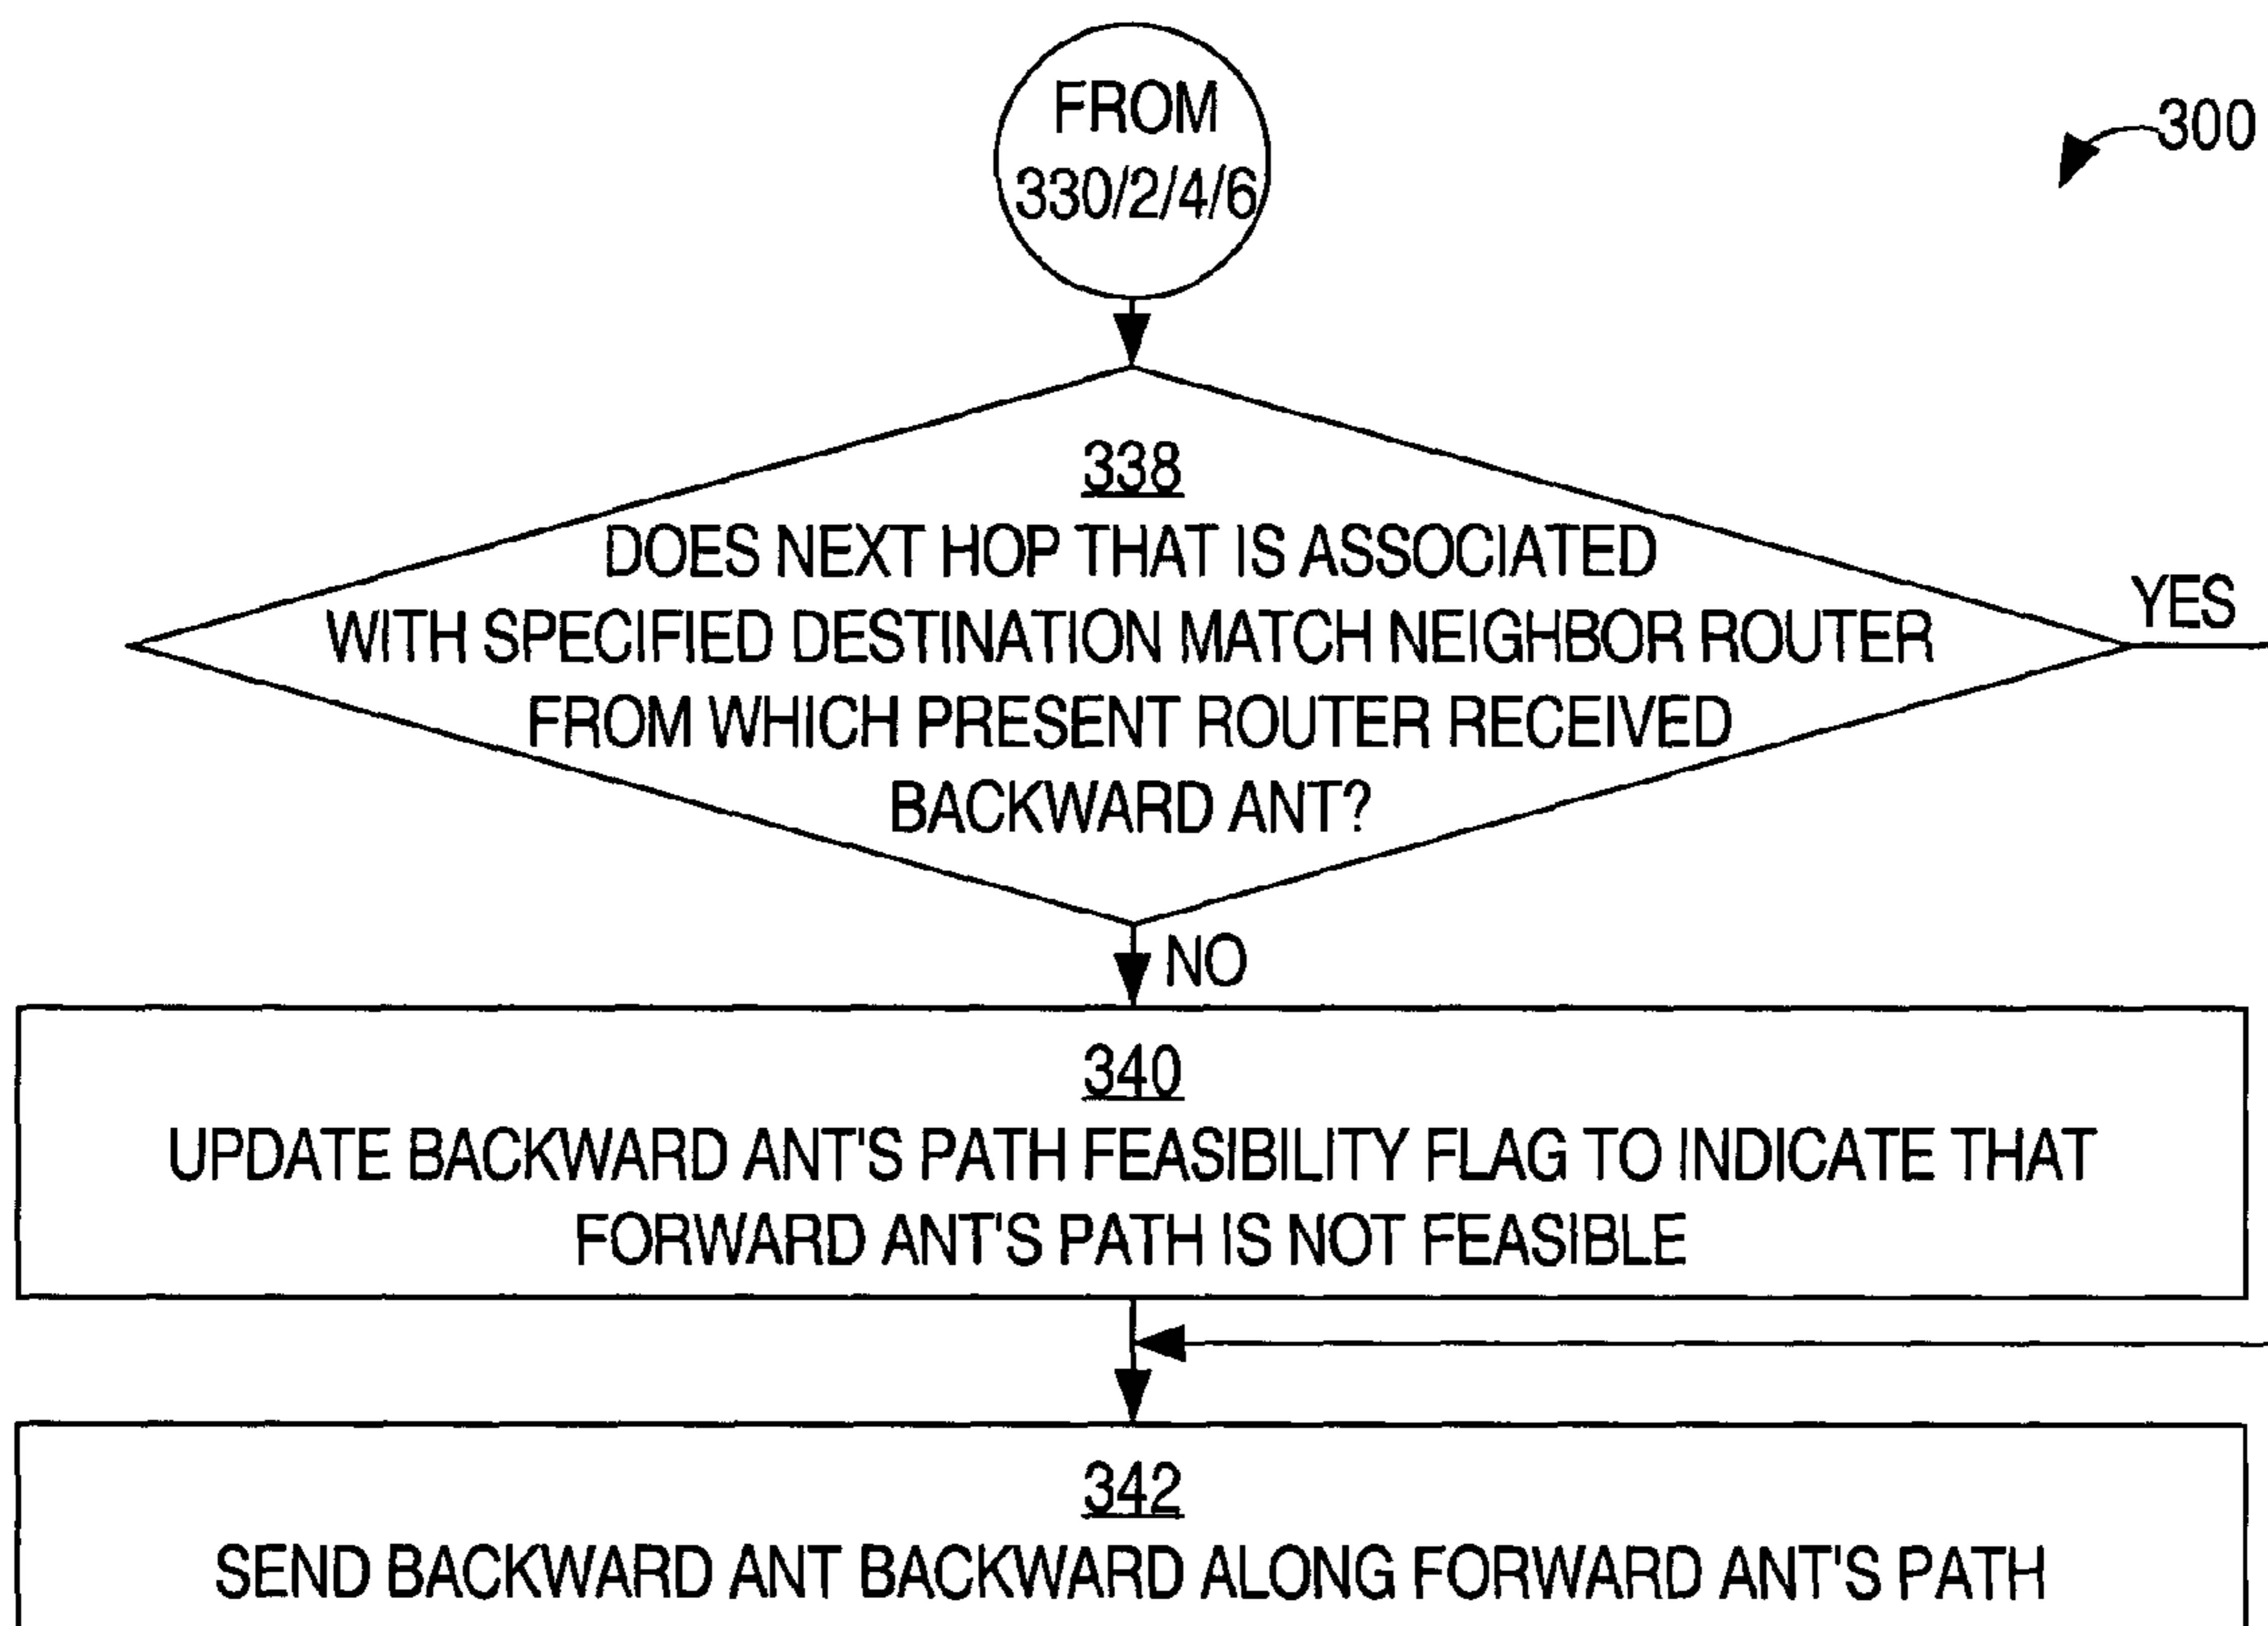 FROM
330/2/4/6
300
338
DOES NEXT HOP THAT IS ASSOCIATED
WITH SPECIFIED DESTINATION MATCH NEIGHBOR ROUTER
FROM WHICH PRESENT ROUTER RECEIVED
BACKWARD ANT?
YES
NO
340
UPDATE BACKWARD ANT'S PATH FEASIBILITY FLAG TO INDICATE THAT
FORWARD ANT'S PATH IS NOT FEASIBLE
342
SEND BACKWARD ANT BACKWARD ALONG FORWARD ANT'S PATH